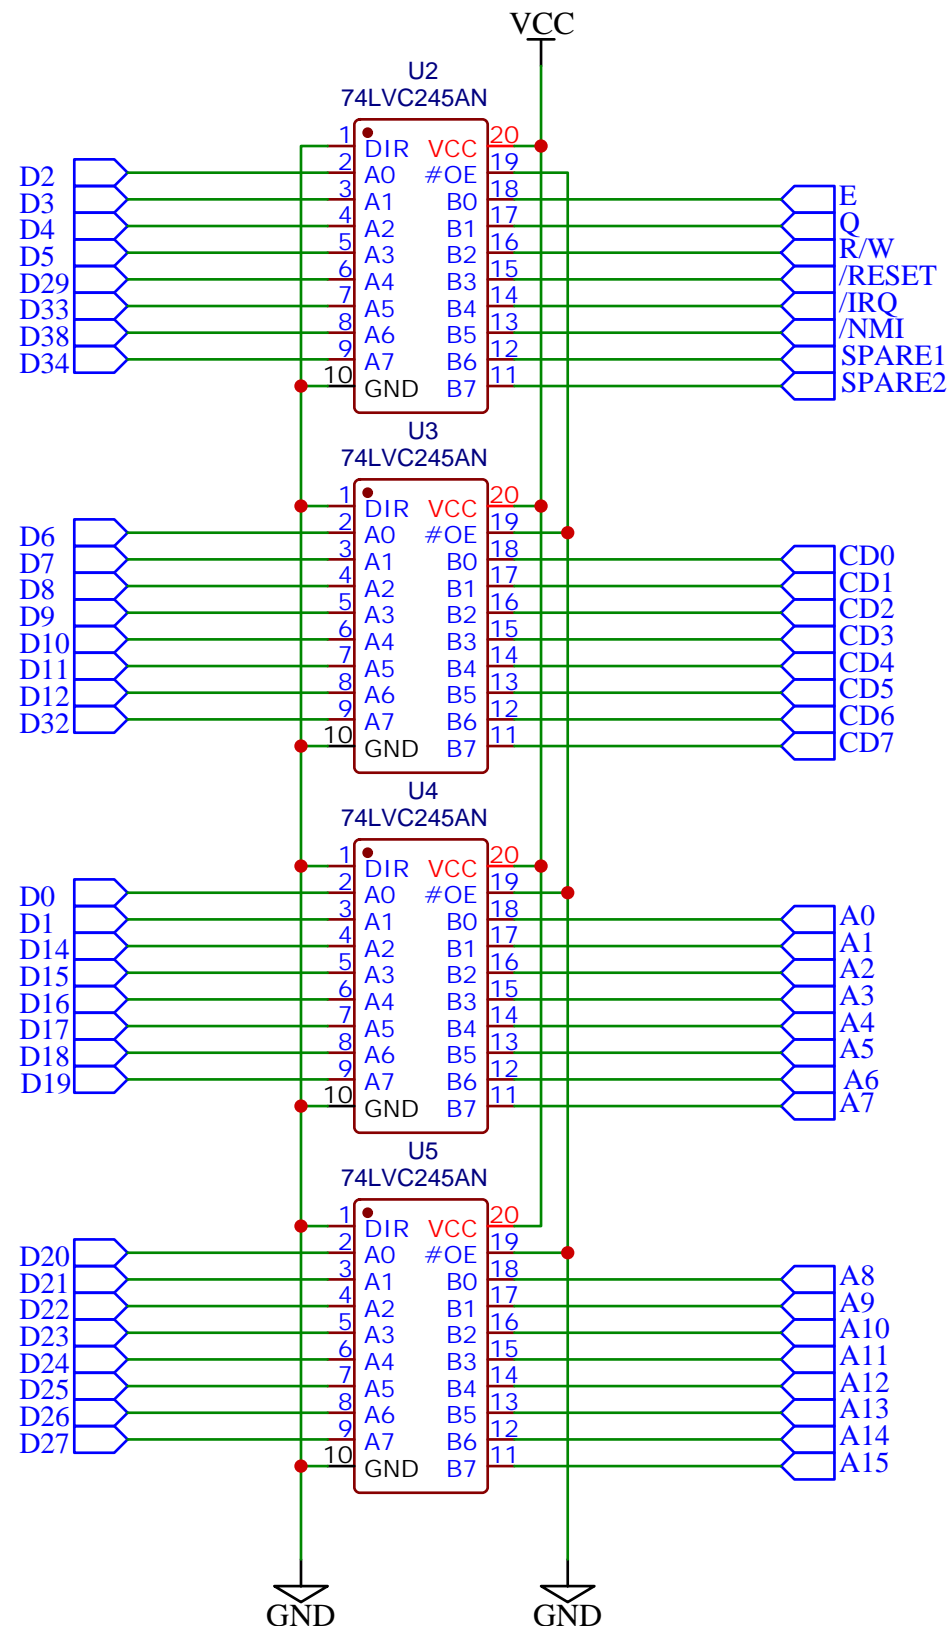 VCC
U2
74LVC245AN
1 DIR VCC 20
D2 2 A0 #OE 19
D3 3 A1 B0 18 E
D4 4 A2 B1 17 Q
D5 5 A3 B2 16 R/W
D29 6 A4 B3 15 /RESET
D33 7 A5 B4 14 /IRQ
D38 8 A6 B5 13 /NMI
D34 9 A7 B6 12 SPARE1
10 GND B7 11 SPARE2
U3
74LVC245AN
1 DIR VCC 20
D6 2 A0 #OE 19
D7 3 A1 B0 18 CD0
D8 4 A2 B1 17 CD1
D9 5 A3 B2 16 CD2
D10 6 A4 B3 15 CD3
D11 7 A5 B4 14 CD4
D12 8 A6 B5 13 CD5
D32 9 A7 B6 12 CD6
10 GND B7 11 CD7
U4
74LVC245AN
1 DIR VCC 20
D0 2 A0 #OE 19
D1 3 A1 B0 18 A0
D14 4 A2 B1 17 A1
D15 5 A3 B2 16 A2
D16 6 A4 B3 15 A3
D17 7 A5 B4 14 A4
D18 8 A6 B5 13 A5
D19 9 A7 B6 12 A6
10 GND B7 11 A7
U5
74LVC245AN
1 DIR VCC 20
D20 2 A0 #OE 19
D21 3 A1 B0 18 A8
D22 4 A2 B1 17 A9
D23 5 A3 B2 16 A10
D24 6 A4 B3 15 A11
D25 7 A5 B4 14 A12
D26 8 A6 B5 13 A13
D27 9 A7 B6 12 A14
10 GND B7 11 A15
GND GND